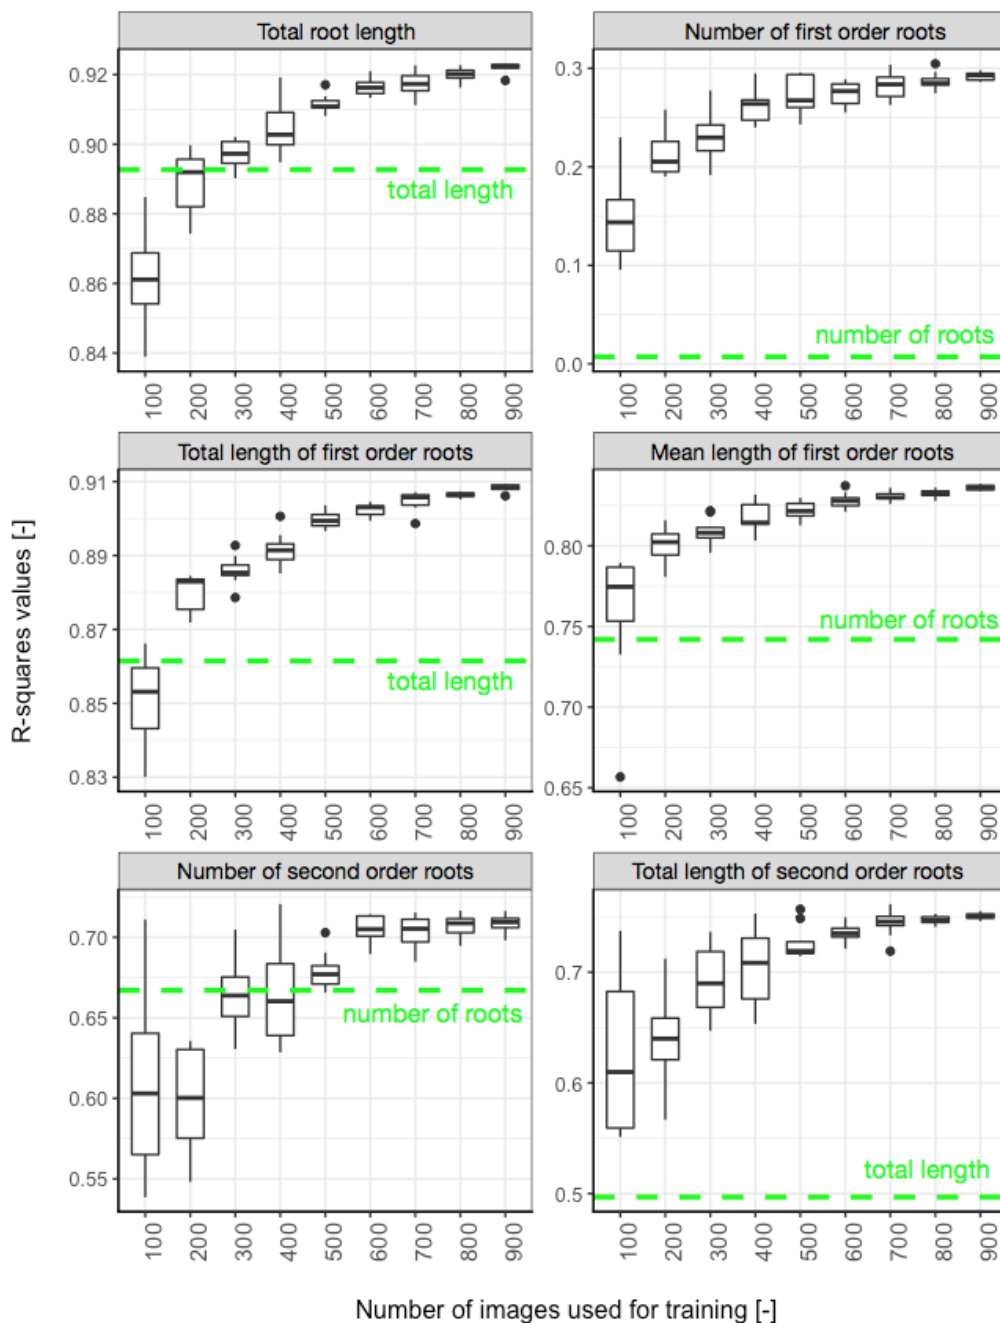 Total root length
Number of first order roots
0.92
0.90
0.88
0.86
0.84
total length
100 200 300 400 500 600 700 800 900
0.3
0.2
0.1
0.0
number of roots
100 200 300 400 500 600 700 800 900
Total length of first order roots
Mean length of first order roots
R-squares values [-]
0.91
0.89
0.87
0.85
0.83
total length
100 200 300 400 500 600 700 800 900
0.80
0.75
0.65
number of roots
100 200 300 400 500 600 700 800 900
Number of second order roots
Total length of second order roots
0.70
0.65
0.60
0.55
number of roots
100 200 300 400 500 600 700 800 900
0.7
0.6
0.5
total length
100 200 300 400 500 600 700 800 900
Number of images used for training [-]